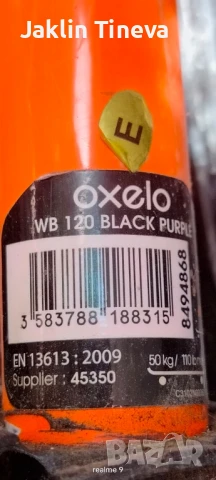 Jaklin Tineva
E
oxelo
WB 120 BLACK PURPLE
3 583788 188315
8494868
EN 13613 : 2009
50 kg / 110
Supplier : 45350
realme 9
BAZAR